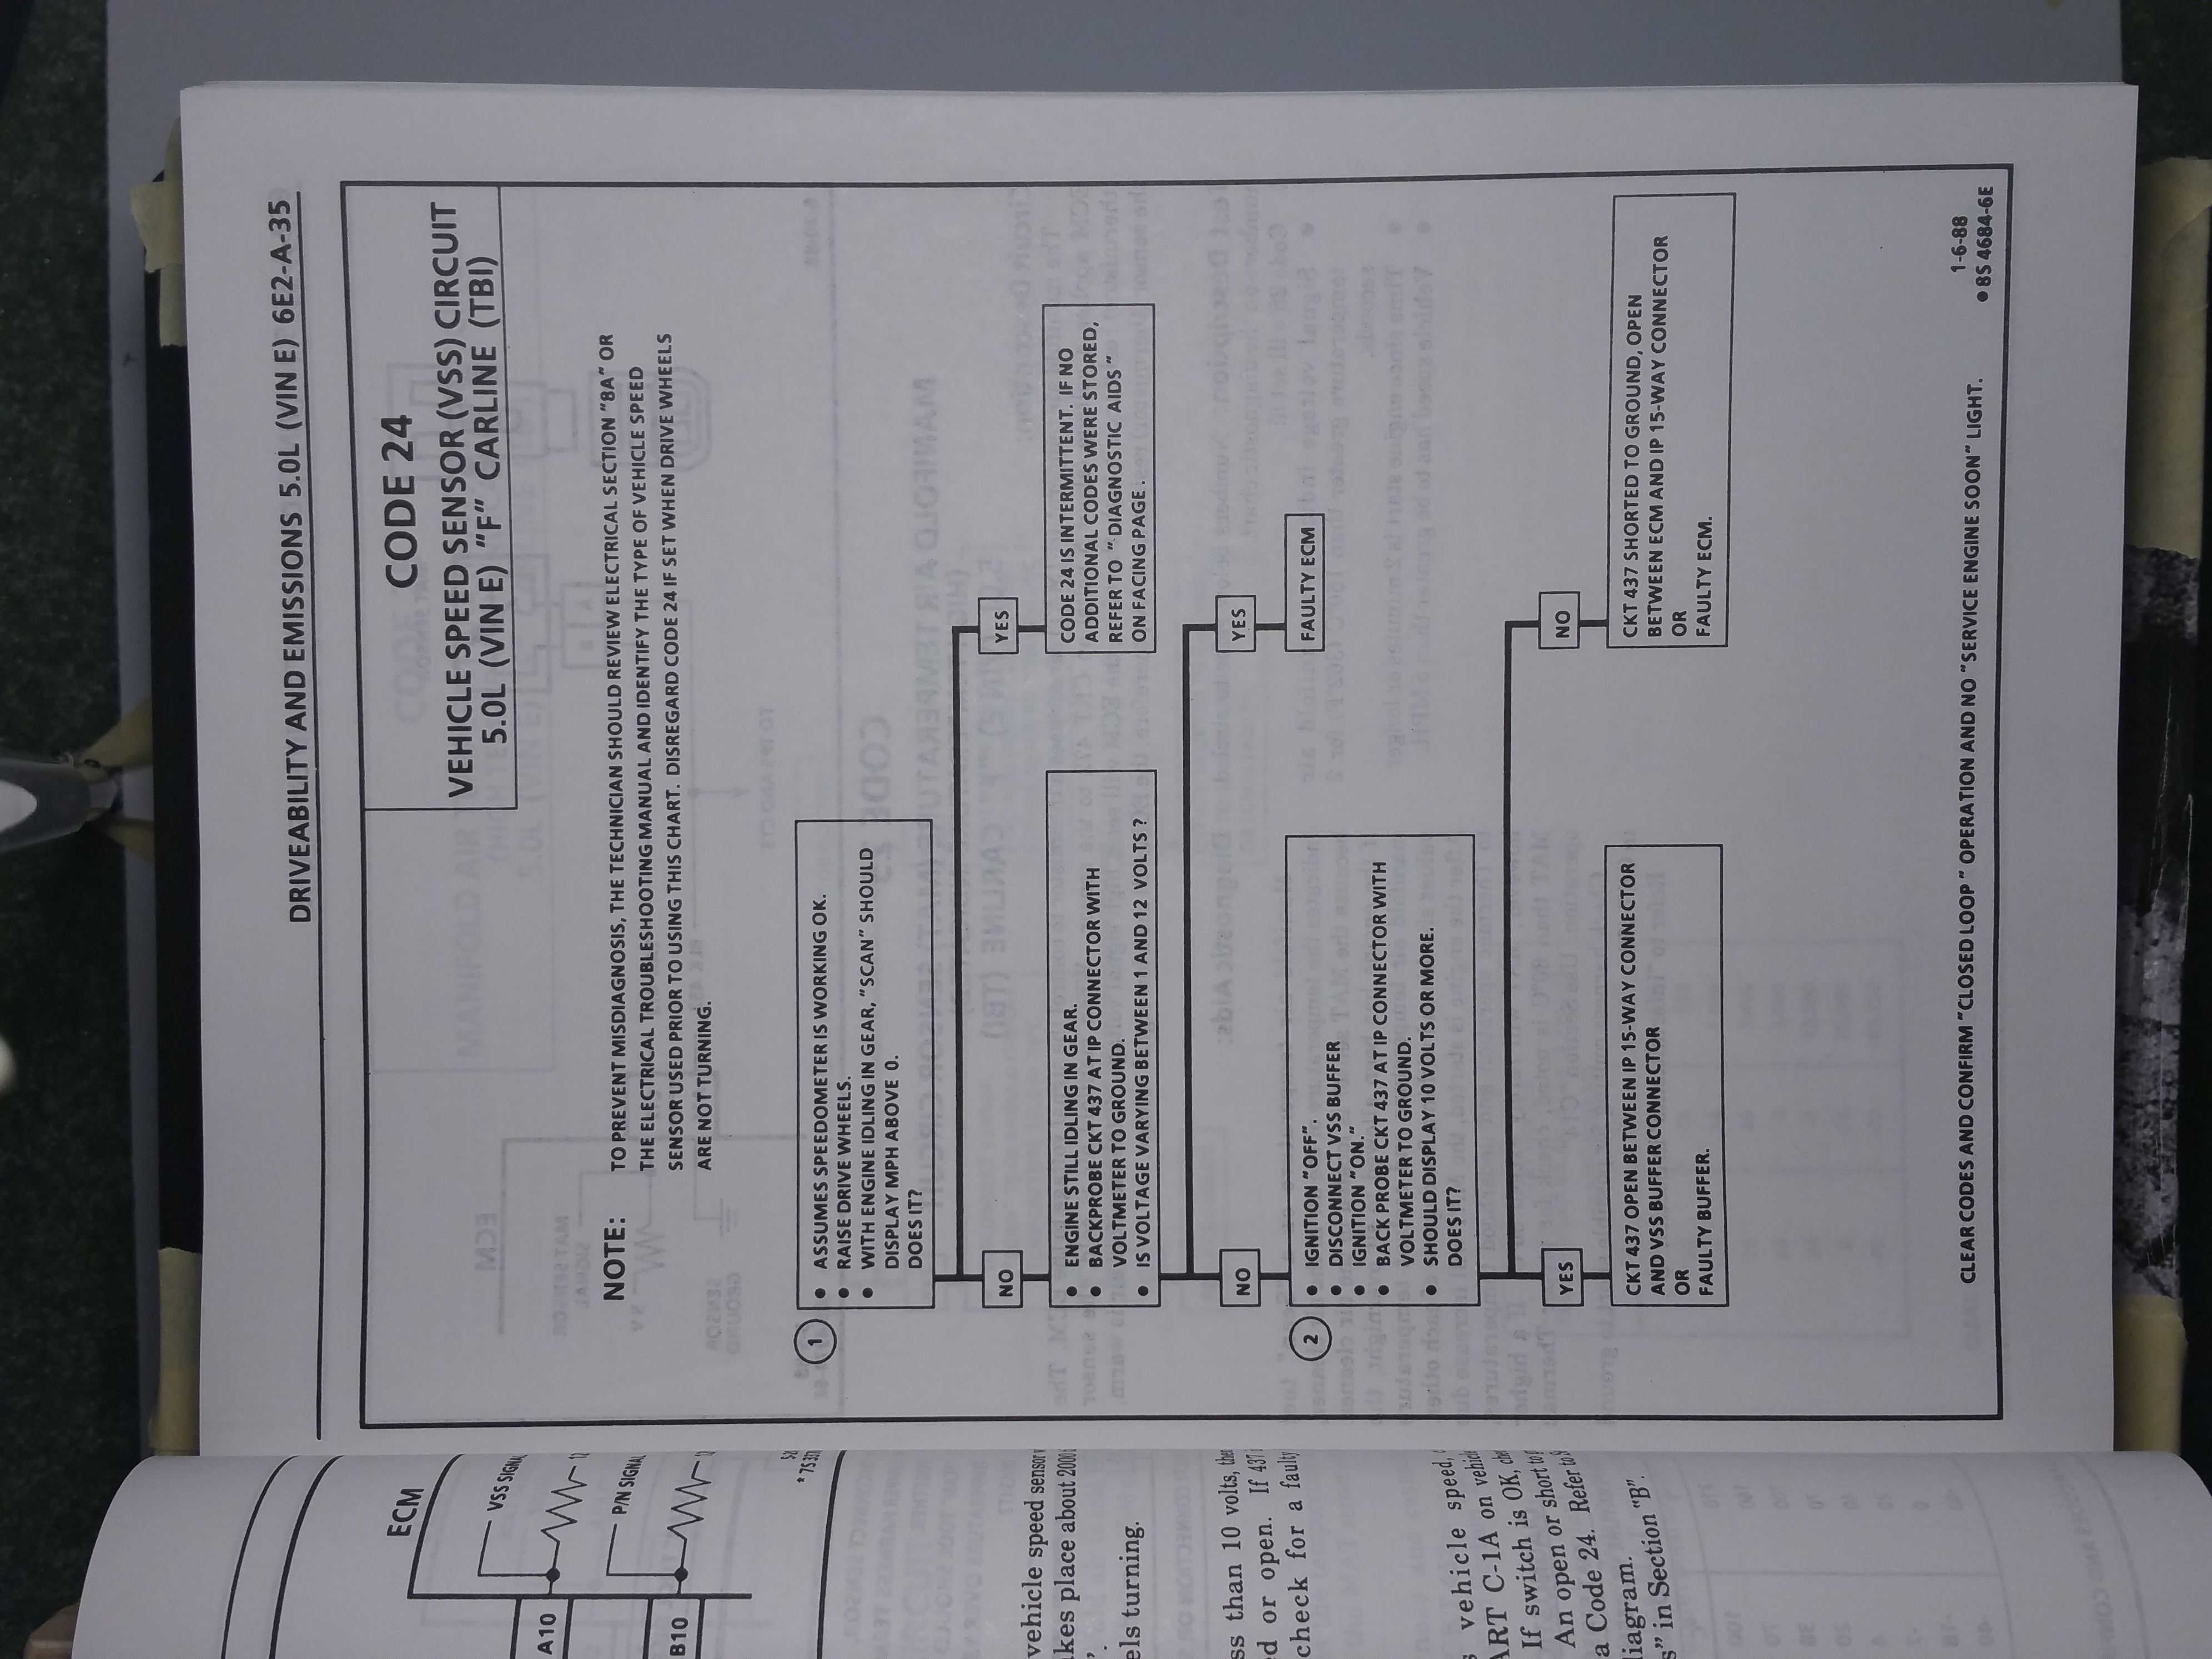 DRIVEABILITY AND EMISSIONS 5.0L (VIN E) 6E2-A-35
CODE 24
VEHICLE SPEED SENSOR (VSS) CIRCUIT
5.0L (VIN E) "F" CARLINE (TBI)
NOTE: TO PREVENT MISDIAGNOSIS, THE TECHNICIAN SHOULD REVIEW ELECTRICAL SECTION "8A" OR
THE ELECTRICAL TROUBLESHOOTING MANUAL AND IDENTIFY THE TYPE OF VEHICLE SPEED
SENSOR USED PRIOR TO USING THIS CHART. DISREGARD CODE 24 IF SET WHEN DRIVE WHEELS
ARE NOT TURNING.
1
• ASSUMES SPEEDOMETER IS WORKING OK.
• RAISE DRIVE WHEELS.
• WITH ENGINE IDLING IN GEAR, "SCAN" SHOULD
DISPLAY MPH ABOVE 0.
DOES IT?
NO
YES
• ENGINE STILL IDLING IN GEAR.
• BACKPROBE CKT 437 AT IP CONNECTOR WITH
VOLTMETER TO GROUND.
• IS VOLTAGE VARYING BETWEEN 1 AND 12 VOLTS?
CODE 24 IS INTERMITTENT. IF NO
ADDITIONAL CODES WERE STORED,
REFER TO "DIAGNOSTIC AIDS"
ON FACING PAGE.
NO
YES
2
• IGNITION "OFF".
• DISCONNECT VSS BUFFER
• IGNITION "ON."
• BACK PROBE CKT 437 AT IP CONNECTOR WITH
VOLTMETER TO GROUND.
• SHOULD DISPLAY 10 VOLTS OR MORE.
DOES IT?
FAULTY ECM
YES
NO
CKT 437 OPEN BETWEEN IP 15-WAY CONNECTOR
AND VSS BUFFER CONNECTOR
OR
FAULTY BUFFER.
CKT 437 SHORTED TO GROUND, OPEN
BETWEEN ECM AND IP 15-WAY CONNECTOR
OR
FAULTY ECM.
CLEAR CODES AND CONFIRM "CLOSED LOOP" OPERATION AND NO "SERVICE ENGINE SOON" LIGHT.
1-6-88
• 8S 4684-6E
ECM
VSS SIGNA
A10
12
P/N SIGNA
B10
12
vehicle speed sensor
kes place about 2000
els turning.
ss than 10 volts, the
ed or open. If 437
check for a faulty
s vehicle speed,
ART C-1A on vehicle
If switch is OK, che
An open or short to
a Code 24. Refer to
diagram.
s" in Section "B".